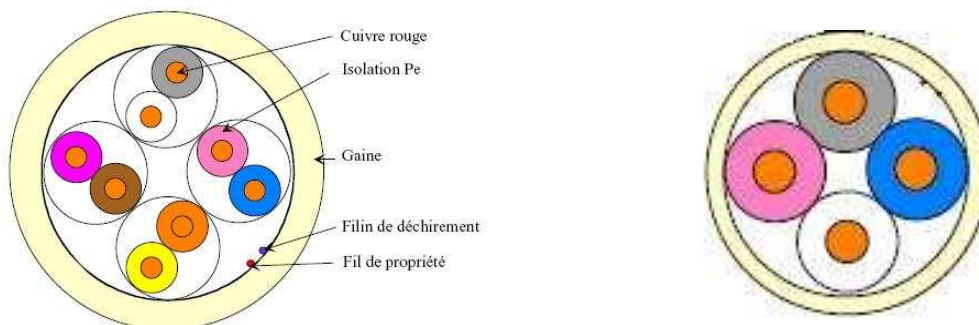 Cuivre rouge
Isolation Pe
Gaine
Filin de déchirement
Fil de propriété